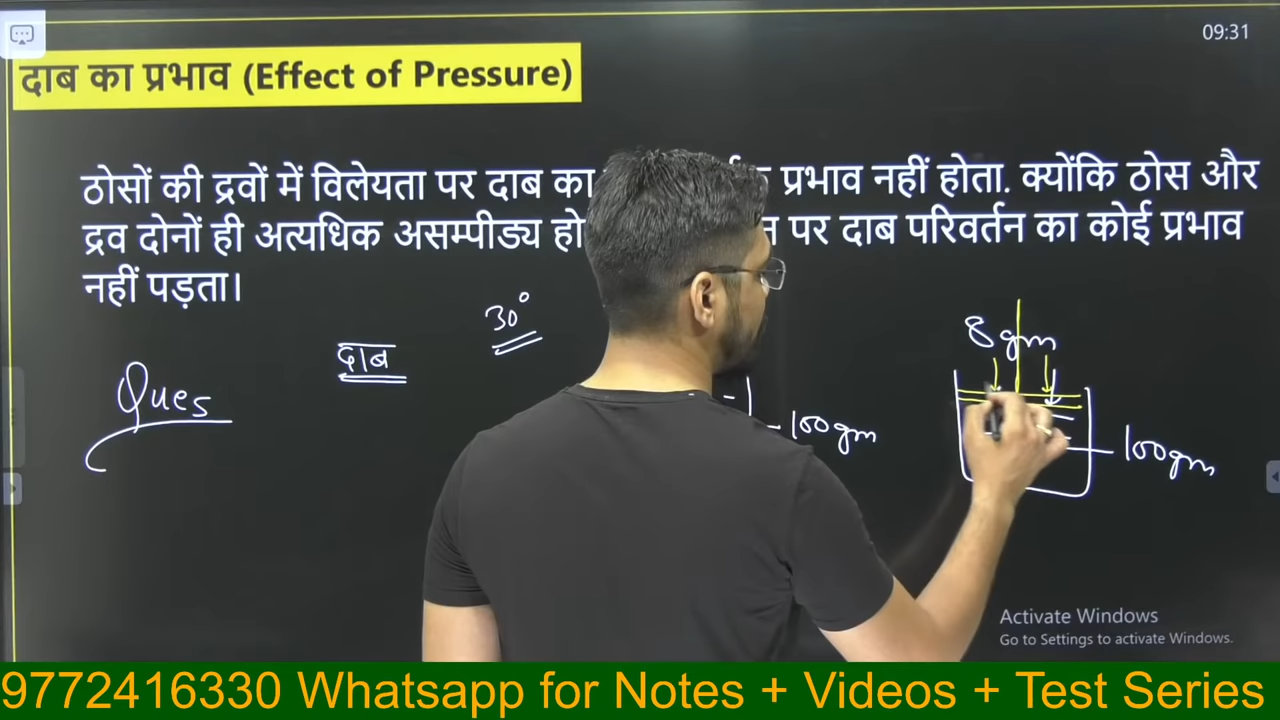 09:31
दाब का प्रभाव (Effect of Pressure)
ठोसों की द्रवों में विलेयता पर दाब का प्रभाव नहीं होता. क्योंकि ठोस और
द्रव दोनों ही अत्यधिक असम्पीड्य हो पर दाब परिवर्तन का कोई प्रभाव
नहीं पड़ता।
30°
8gm
दाब
Ques
100gm
100gm
Activate Windows
Go to Settings to activate Windows.
9772416330 Whatsapp for Notes + Videos + Test Series